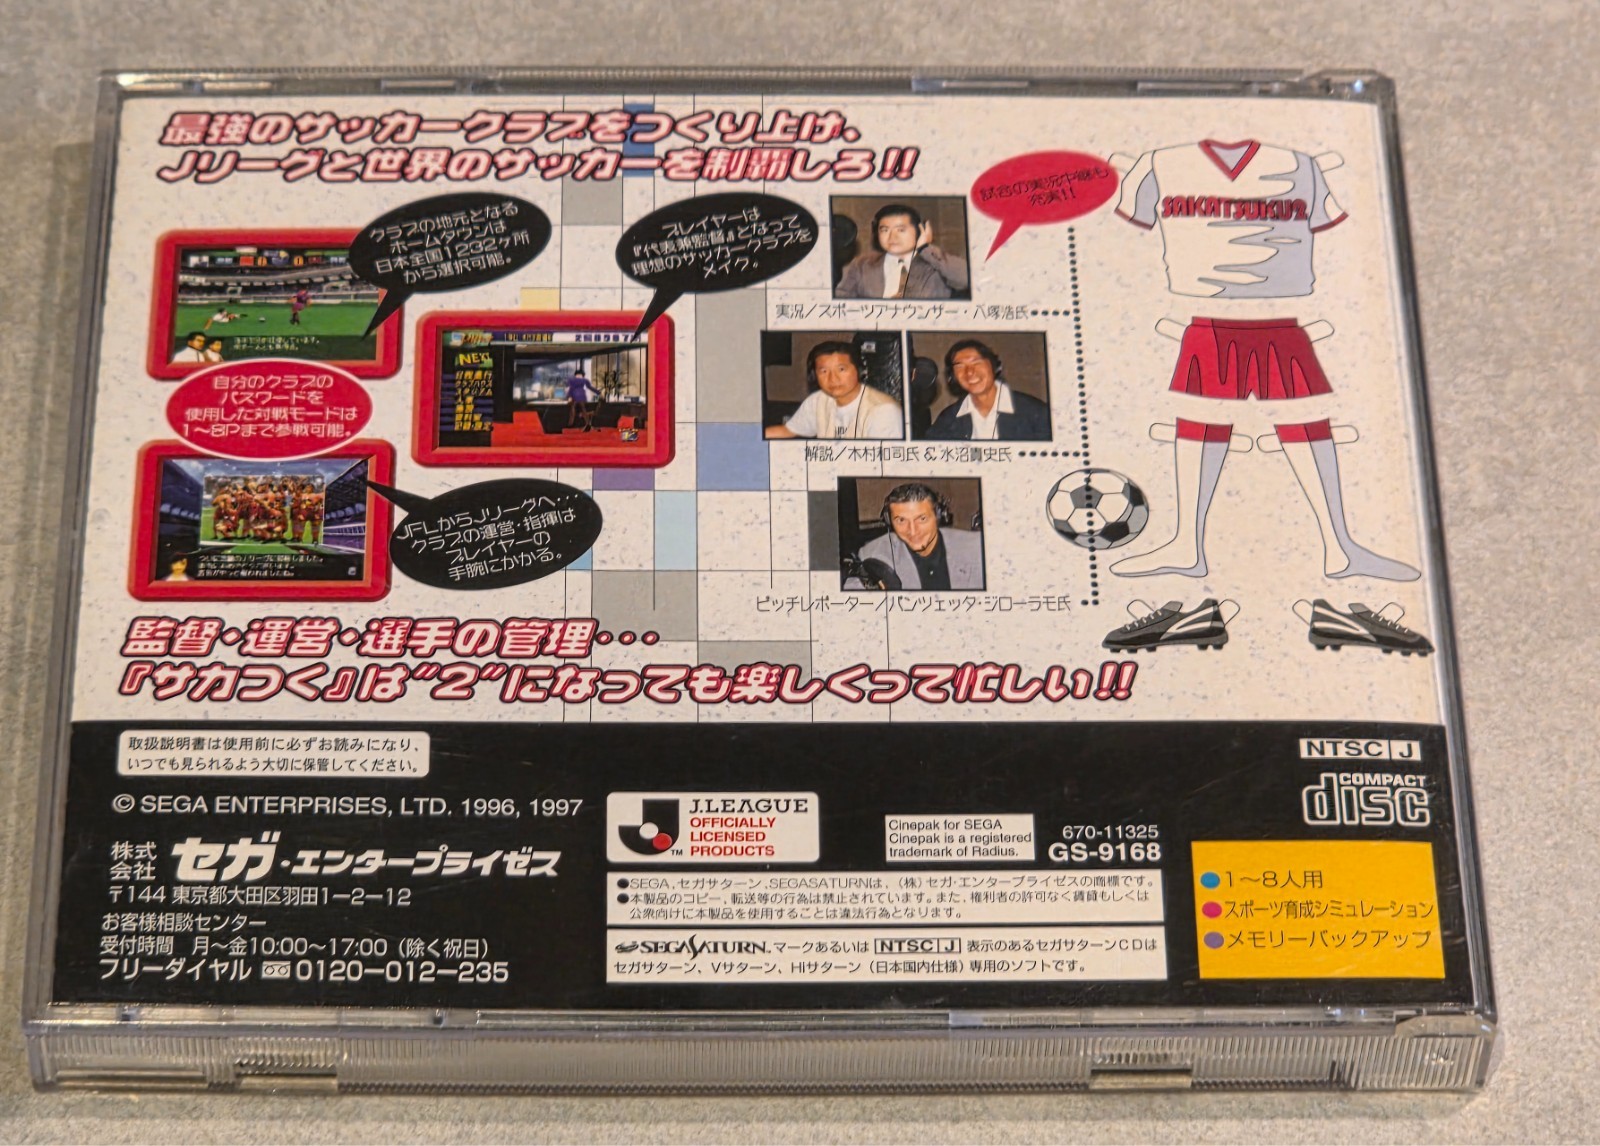 最強のサッカークラブをつくり上げ、
Jリーグと世界のサッカーを制覇しろ!!
クラブの地元となる
ホームタウンは
日本全国1232ヶ所
から選択可能。
プレイヤーは
『代表兼監督』となって
理想のサッカークラブを
メイク。
試合の実況中継も
充実!!
SAKATSUKU2
実況／スポーツアナウンサー・八塚浩氏
自分のクラブの
パスワードを
使用した対戦モードは
1〜8Pまで参戦可能。
NEXT
解説／木村和司氏 & 水沼貴史氏
JFLからJリーグへ・・・
クラブの運営・指揮は
プレイヤーの
手腕にかかる。
ピッチレポーター／パンツェッタ・ジローラモ氏
監督・運営・選手の管理・・・
『サカつく』は"2"になっても楽しくって忙しい!!
取扱説明書は使用前に必ずお読みになり、
いつでも見られるよう大切に保管してください。
© SEGA ENTERPRISES, LTD. 1996, 1997
株式会社 セガ・エンタープライゼス
〒144 東京都大田区羽田1−2−12
お客様相談センター
受付時間 月〜金10:00〜17:00（除く祝日）
フリーダイヤル 0120−012−235
J.LEAGUE
OFFICIALLY
LICENSED
PRODUCTS
TM
Cinepak for SEGA
Cinepak is a registered
trademark of Radius.
670-11325
GS-9168
●SEGA、セガサターン、SEGASATURNは、（株）セガ・エンタープライゼスの商標です。
●本製品のコピー、転送等の行為は禁止されています。また、権利者の許可なく賃貸もしくは
公衆向けに本製品を使用することは違法行為となります。
SEGASATURN. マークあるいは NTSC J 表示のあるセガサターンCDは
セガサターン、Vサターン、Hiサターン（日本国内仕様）専用のソフトです。
NTSC J
COMPACT
disc
●1〜8人用
●スポーツ育成シミュレーション
●メモリーバックアップ